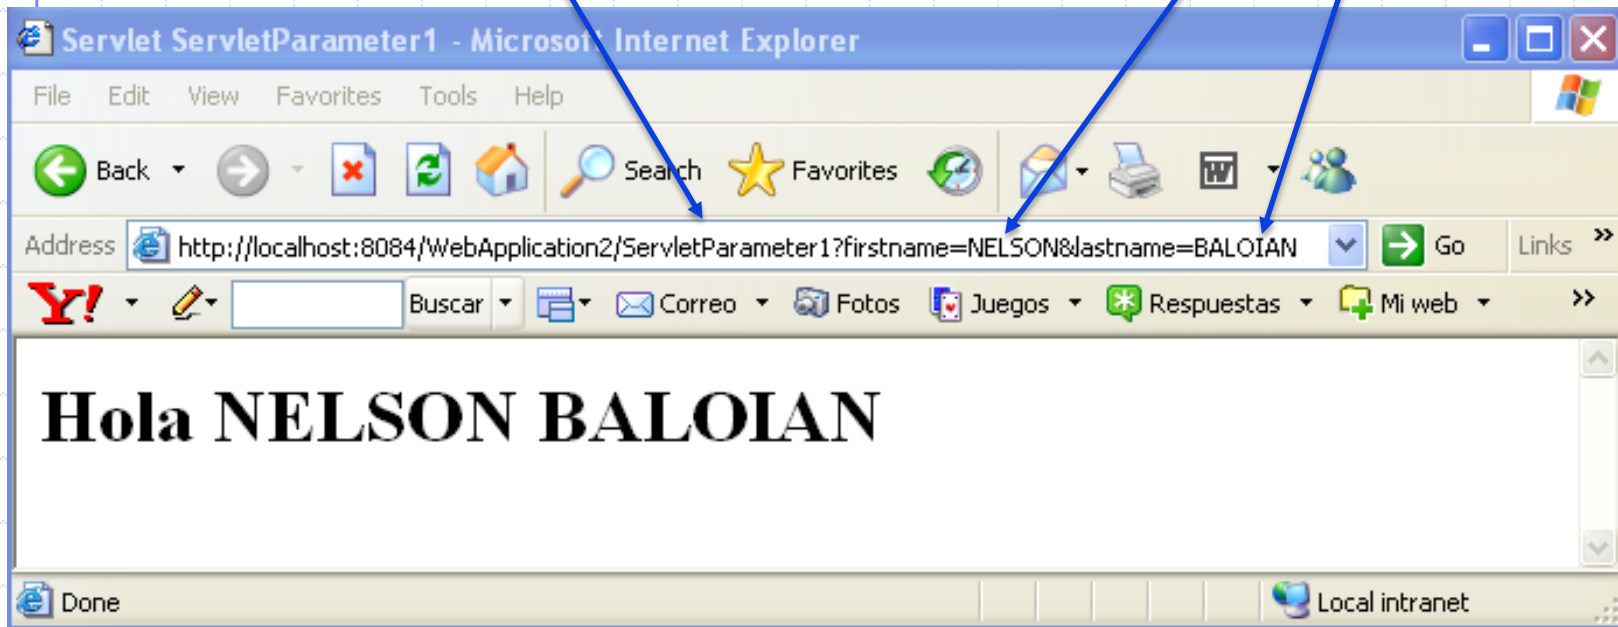 Servlet ServletParameter1 - Microsoft Internet Explorer
File Edit View Favorites Tools Help
Back Search Favorites
Address http://localhost:8084/WebApplication2/ServletParameter1?firstname=NELSON&lastname=BALOIAN Go Links »
Y! Buscar Correo Fotos Juegos Respuestas Mi web »
Hola NELSON BALOIAN
Done Local intranet